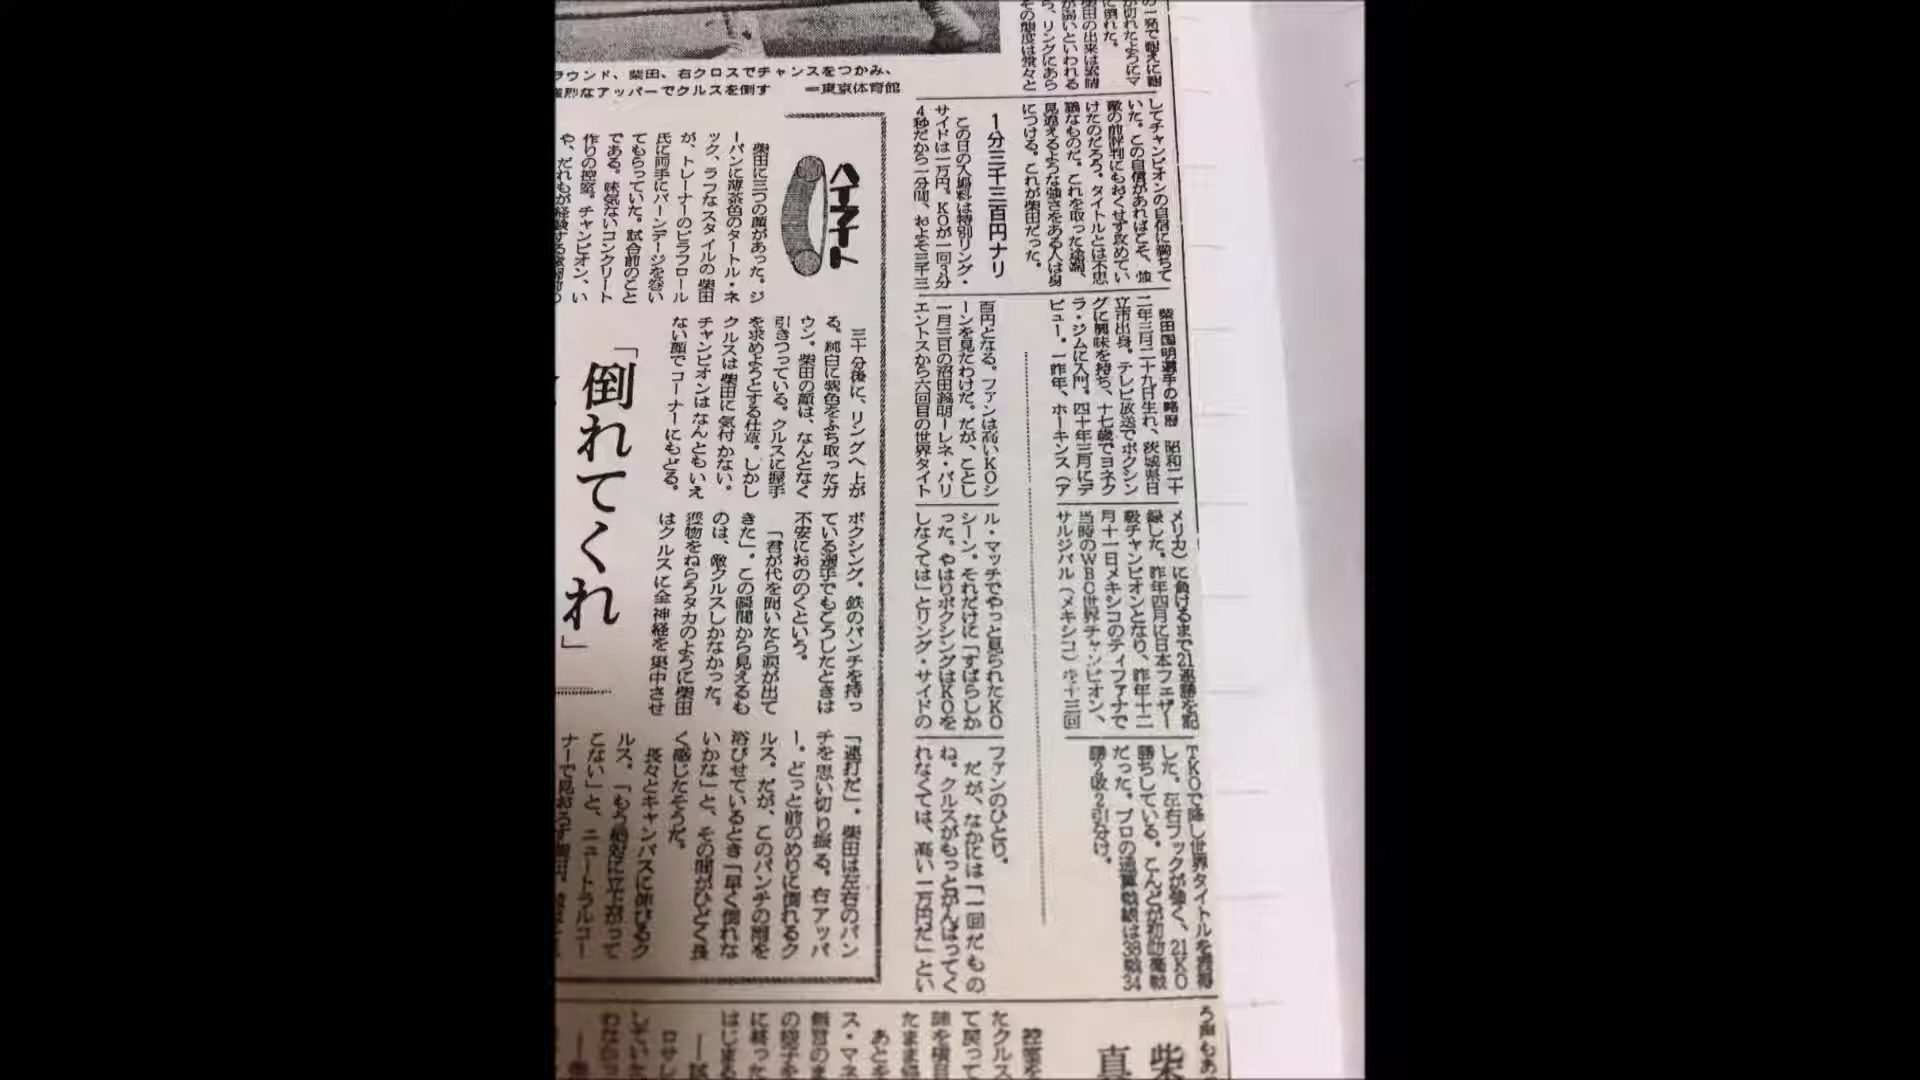 ラウンド、柴田、右クロスでチャンスをつかみ、
烈なアッパーでクルスを倒す ＝東京体育館
してチャンピオンの自信に満ちて
いた。この自信があればこそ、強
敵の前評判にもおくせず攻めてい
けたのだろう。タイトルとは不思
議なものだ。これを取った途端、
見違えるような強さをある人は身
につける。これが柴田だった。
1分三千三百円ナリ
この日の入場料は特別リング・
サイドは一万円。ＫＯが一回3分
4秒だから一分間、およそ三千三
百円となる。ファンは高いＫＯシ
ーンを見たわけだ。だが、ことし
一月三日の沼田義明ーレネ・バリ
エントスから六回目の世界タイト
ル・マッチでやっと見られたＫＯ
シーン。それだけに「すばらしか
った。やはりボクシングはＫＯを
しなくては」とリング・サイドの
ファンのひとり。
だが、なかには「一回だもの
ね。クルスがもっとがんばってく
れなくては、高い一万円だ」とい
柴田国明選手の略歴 昭和二十
二年三月二十九日生れ、茨城県日
立市出身。テレビ放送でボクシン
グに興味を持ち、十七歳でヨネク
ラ・ジムに入門。四十年三月にデ
ビュー。一昨年、ホーキンス（ア
メリカ）に負けるまで21連勝を記
録した。昨年四月に日本フェザー
級チャンピオンとなり、昨年十二
月十一日メキシコのティファナで
当時のＷＢＣ世界チャンピオン、
サルジバル（メキシコ）を十三回
ＴＫＯで降し世界タイトルを獲得
した。左右フックが強く、21ＫＯ
勝ちしている。こんどが初防衛戦
だった。プロの通算戦績は38戦34
勝2敗2引分け。
ハイライト
柴田に三つの顔があった。ジ
ーパンに薄茶色のタートル・ネ
ック、ラフなスタイルの柴田
が、トレーナーのビラフロール
氏に両手にバーンデージを巻い
てもらっていた。試合前のこと
である。味気ないコンクリート
作りの控室。チャンピオン、い
や、だれもが経験する
三十分後に、リングへ上が
る。純白に紫色をふち取ったガ
ウン。柴田の顔は、なんとなく
引きつっている。クルスに握手
を求めようとする仕草。しかし
クルスは柴田に気付かない。
チャンピオンはなんともいえ
ない顔でコーナーにもどる。
「倒れてくれ」
ボクシング。鉄のパンチを持っ
ている選手でもこうしたときは
不安におののくという。
「君が代を聞いたら涙が出て
きた」。この瞬間から見えるも
のは、敵クルスしかなかった。
獲物をねらうタカのように柴田
はクルスに全神経を集中させ
「連打だ」。柴田は左右のパン
チを思い切り振る。右アッパ
ー。どっと前のめりに倒れるク
ルス。だが、このパンチの雨を
浴びせているとき「早く倒れな
いかな」と、その間がひどく長
く感じたそうだ。
長々とキャンバスに伸びるク
ルス。「もう絶対に立上がって
こない」と、ニュートラルコー
ナーで見おろす柴田。
柴
真